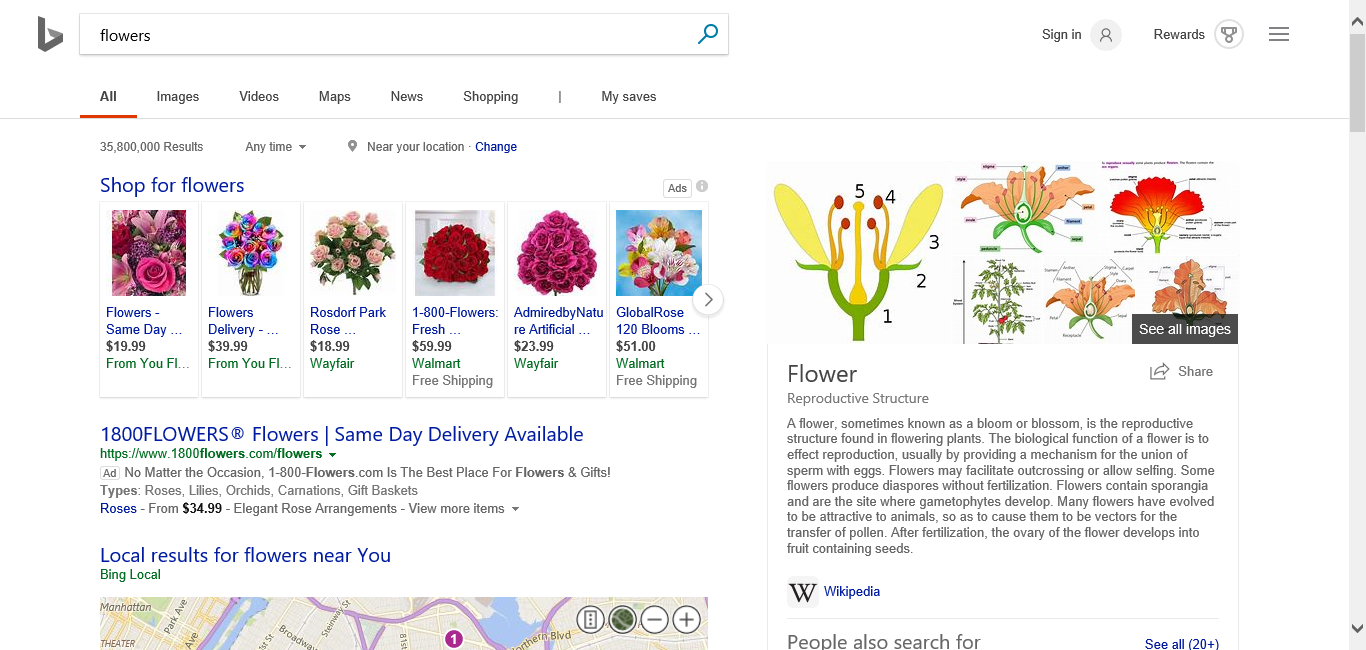 flowers
Sign in
Rewards
All
Images
Videos
Maps
News
Shopping
|
My saves
35,800,000 Results
Any time
Near your location · Change
Shop for flowers
Ads
Flowers -
Same Day ...
$19.99
From You Fl...
Flowers
Delivery - ...
$39.99
From You Fl...
Rosdorf Park
Rose ...
$18.99
Wayfair
1-800-Flowers:
Fresh ...
$59.99
Walmart
Free Shipping
AdmiredbyNatu
re Artificial ...
$23.99
Wayfair
GlobalRose
120 Blooms ...
$51.00
Walmart
Free Shipping
1800FLOWERS® Flowers | Same Day Delivery Available
https://www.1800flowers.com/flowers
Ad No Matter the Occasion, 1-800-Flowers.com Is The Best Place For Flowers & Gifts!
Types: Roses, Lilies, Orchids, Carnations, Gift Baskets
Roses - From $34.99 - Elegant Rose Arrangements - View more items
Local results for flowers near You
Bing Local
Manhattan
Park Ave
Ave
THEATER
St
Broadway
Steinway St
1
Northern Blvd
5
4
3
2
1
See all images
Flower
Share
Reproductive Structure
A flower, sometimes known as a bloom or blossom, is the reproductive
structure found in flowering plants. The biological function of a flower is to
effect reproduction, usually by providing a mechanism for the union of
sperm with eggs. Flowers may facilitate outcrossing or allow selfing. Some
flowers produce diaspores without fertilization. Flowers contain sporangia
and are the site where gametophytes develop. Many flowers have evolved
to be attractive to animals, so as to cause them to be vectors for the
transfer of pollen. After fertilization, the ovary of the flower develops into
fruit containing seeds.
W Wikipedia
People also search for
See all (20+)